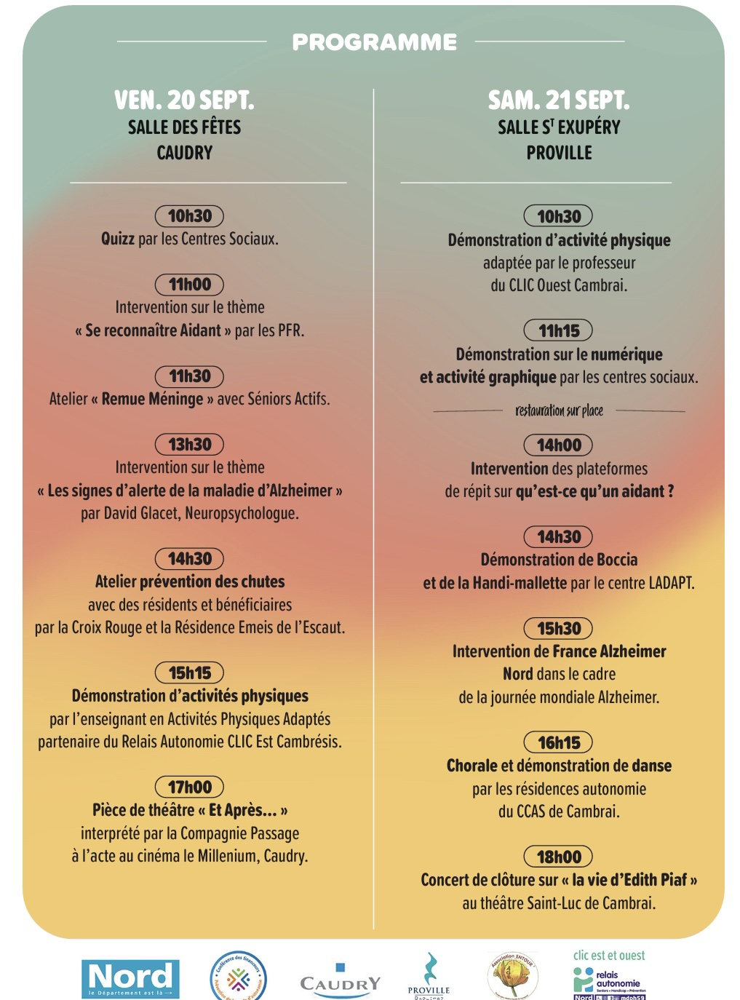 PROGRAMME
VEN. 20 SEPT.
SALLE DES FÊTES
CAUDRY
10h30
Quizz par les Centres Sociaux.
11h00
Intervention sur le thème
« Se reconnaître Aidant » par les PFR.
11h30
Atelier « Remue Méninge » avec Séniors Actifs.
13h30
Intervention sur le thème
« Les signes d'alerte de la maladie d'Alzheimer »
par David Glacet, Neuropsychologue.
14h30
Atelier prévention des chutes
avec des résidents et bénéficiaires
par la Croix Rouge et la Résidence Emeis de l'Escaut.
15h15
Démonstration d'activités physiques
par l'enseignant en Activités Physiques Adaptés
partenaire du Relais Autonomie CLIC Est Cambrésis.
17h00
Pièce de théâtre « Et Après... »
interprété par la Compagnie Passage
à l'acte au cinéma le Millenium, Caudry.
SAM. 21 SEPT.
SALLE ST EXUPÉRY
PROVILLE
10h30
Démonstration d'activité physique
adaptée par le professeur
du CLIC Ouest Cambrai.
11h15
Démonstration sur le numérique
et activité graphique par les centres sociaux.
restauration sur place
14h00
Intervention des plateformes
de répit sur qu'est-ce qu'un aidant ?
14h30
Démonstration de Boccia
et de la Handi-mallette par le centre LADAPT.
15h30
Intervention de France Alzheimer
Nord dans le cadre
de la journée mondiale Alzheimer.
16h15
Chorale et démonstration de danse
par les résidences autonomie
du CCAS de Cambrai.
18h00
Concert de clôture sur « la vie d'Edith Piaf »
au théâtre Saint-Luc de Cambrai.
Nord
le Département est là
Conférence des financeurs
CAUDRY
PROVILLE
Association ENTOUR
clic est et ouest
relais
autonomie
Seniors • Handicap • Prévention
Nord
mdph59